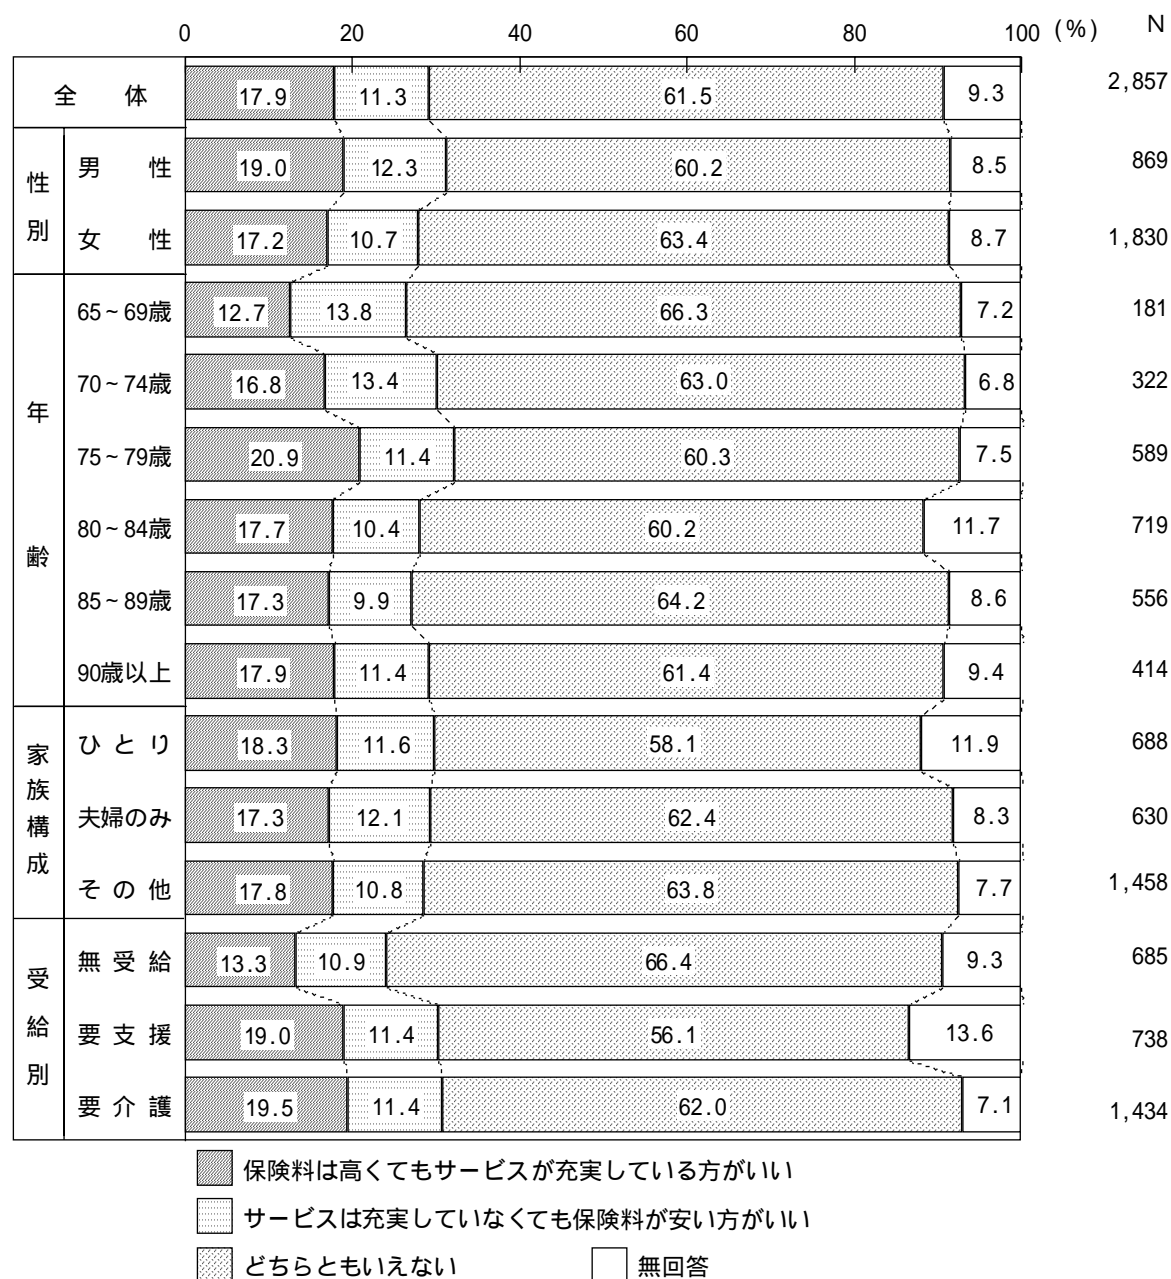 0 20 40 60 80 100 (%) N
全体 17.9 11.3 61.5 9.3 2,857
性別
男性 19.0 12.3 60.2 8.5 869
女性 17.2 10.7 63.4 8.7 1,830
年齢
65~69歳 12.7 13.8 66.3 7.2 181
70~74歳 16.8 13.4 63.0 6.8 322
75~79歳 20.9 11.4 60.3 7.5 589
80~84歳 17.7 10.4 60.2 11.7 719
85~89歳 17.3 9.9 64.2 8.6 556
90歳以上 17.9 11.4 61.4 9.4 414
家族構成
ひとり 18.3 11.6 58.1 11.9 688
夫婦のみ 17.3 12.1 62.4 8.3 630
その他 17.8 10.8 63.8 7.7 1,458
受給別
無受給 13.3 10.9 66.4 9.3 685
要支援 19.0 11.4 56.1 13.6 738
要介護 19.5 11.4 62.0 7.1 1,434
保険料は高くてもサービスが充実している方がいい
サービスは充実していなくても保険料が安い方がいい
どちらともいえない 無回答